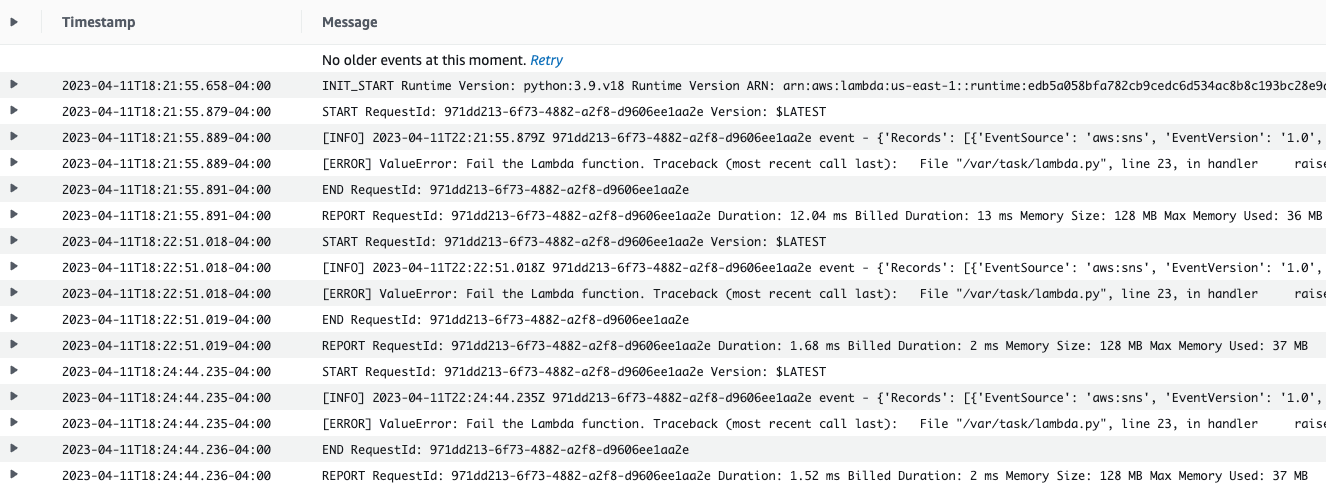 Timestamp Message
No older events at this moment. Retry
2023-04-11T18:21:55.658-04:00 INIT_START Runtime Version: python:3.9.v18 Runtime Version ARN: arn:aws:lambda:us-east-1::runtime:edb5a058bfa782cb9cedc6d534ac8b8c193bc28e9
2023-04-11T18:21:55.879-04:00 START RequestId: 971dd213-6f73-4882-a2f8-d9606ee1aa2e Version: $LATEST
2023-04-11T18:21:55.889-04:00 [INFO] 2023-04-11T22:21:55.879Z 971dd213-6f73-4882-a2f8-d9606ee1aa2e event - {'Records': [{'EventSource': 'aws:sns', 'EventVersion': '1.0',
2023-04-11T18:21:55.889-04:00 [ERROR] ValueError: Fail the Lambda function. Traceback (most recent call last): File "/var/task/lambda.py", line 23, in handler raise
2023-04-11T18:21:55.891-04:00 END RequestId: 971dd213-6f73-4882-a2f8-d9606ee1aa2e
2023-04-11T18:21:55.891-04:00 REPORT RequestId: 971dd213-6f73-4882-a2f8-d9606ee1aa2e Duration: 12.04 ms Billed Duration: 13 ms Memory Size: 128 MB Max Memory Used: 36 MB
2023-04-11T18:22:51.018-04:00 START RequestId: 971dd213-6f73-4882-a2f8-d9606ee1aa2e Version: $LATEST
2023-04-11T18:22:51.018-04:00 [INFO] 2023-04-11T22:22:51.018Z 971dd213-6f73-4882-a2f8-d9606ee1aa2e event - {'Records': [{'EventSource': 'aws:sns', 'EventVersion': '1.0',
2023-04-11T18:22:51.018-04:00 [ERROR] ValueError: Fail the Lambda function. Traceback (most recent call last): File "/var/task/lambda.py", line 23, in handler raise
2023-04-11T18:22:51.019-04:00 END RequestId: 971dd213-6f73-4882-a2f8-d9606ee1aa2e
2023-04-11T18:22:51.019-04:00 REPORT RequestId: 971dd213-6f73-4882-a2f8-d9606ee1aa2e Duration: 1.68 ms Billed Duration: 2 ms Memory Size: 128 MB Max Memory Used: 37 MB
2023-04-11T18:24:44.235-04:00 START RequestId: 971dd213-6f73-4882-a2f8-d9606ee1aa2e Version: $LATEST
2023-04-11T18:24:44.235-04:00 [INFO] 2023-04-11T22:24:44.235Z 971dd213-6f73-4882-a2f8-d9606ee1aa2e event - {'Records': [{'EventSource': 'aws:sns', 'EventVersion': '1.0',
2023-04-11T18:24:44.235-04:00 [ERROR] ValueError: Fail the Lambda function. Traceback (most recent call last): File "/var/task/lambda.py", line 23, in handler raise
2023-04-11T18:24:44.236-04:00 END RequestId: 971dd213-6f73-4882-a2f8-d9606ee1aa2e
2023-04-11T18:24:44.236-04:00 REPORT RequestId: 971dd213-6f73-4882-a2f8-d9606ee1aa2e Duration: 1.52 ms Billed Duration: 2 ms Memory Size: 128 MB Max Memory Used: 37 MB